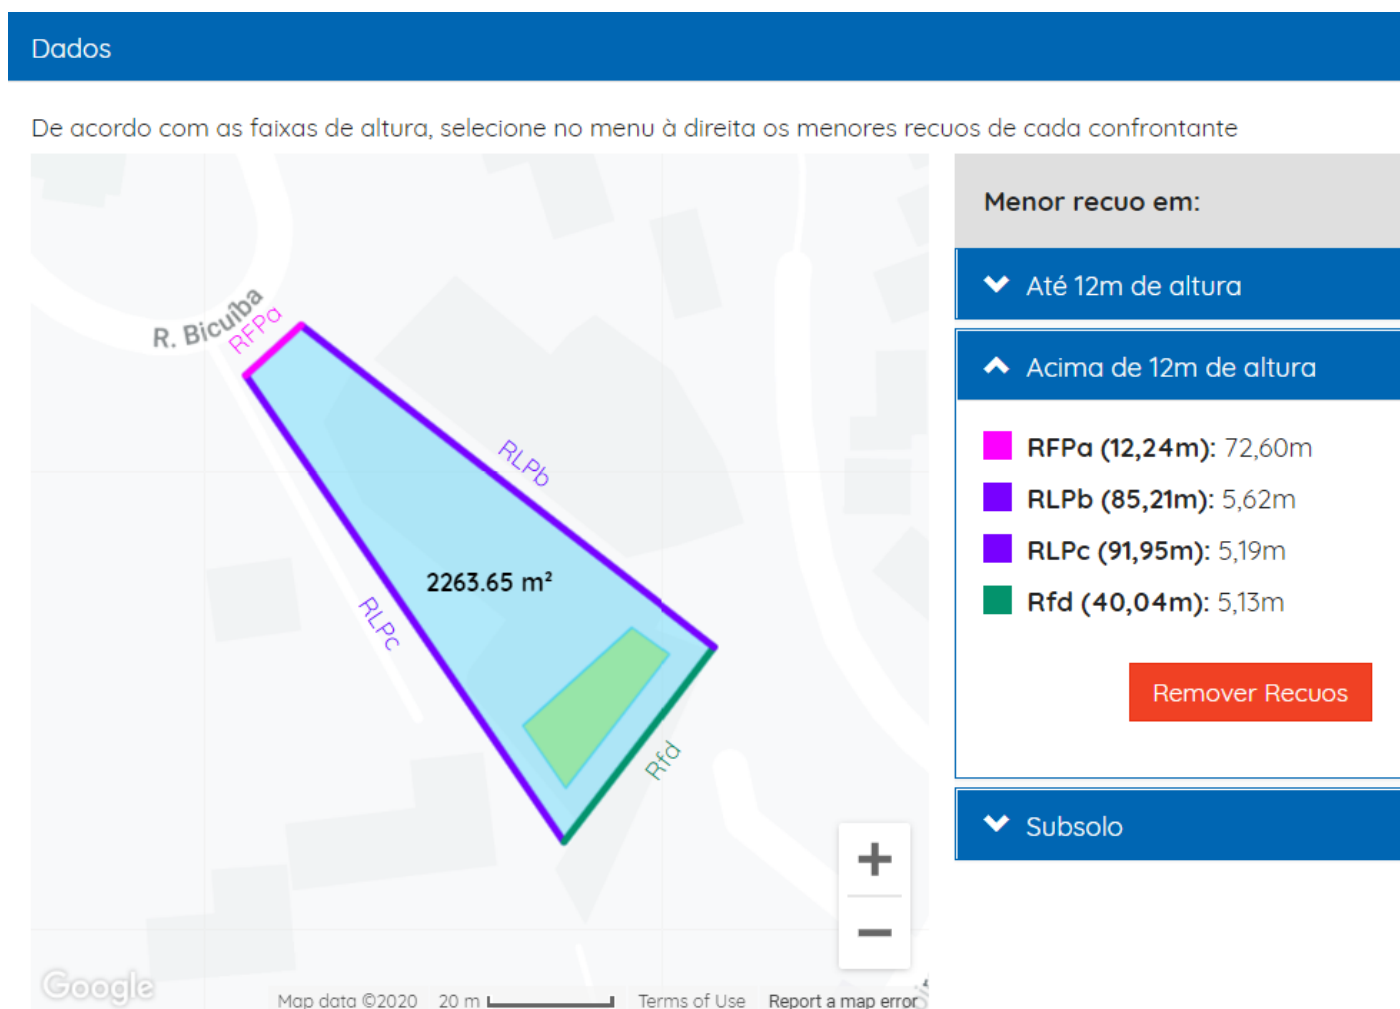 Dados
De acordo com as faixas de altura, selecione no menu à direita os menores recuos de cada confrontante
R. Bicuíba
RFPa
RLPb
2263.65 m²
RLPc
Rfd
Google
Map data ©2020
20 m
Terms of Use
Report a map error
Menor recuo em:
Até 12m de altura
Acima de 12m de altura
RFPa (12,24m): 72,60m
RLPb (85,21m): 5,62m
RLPc (91,95m): 5,19m
Rfd (40,04m): 5,13m
Remover Recuos
Subsolo